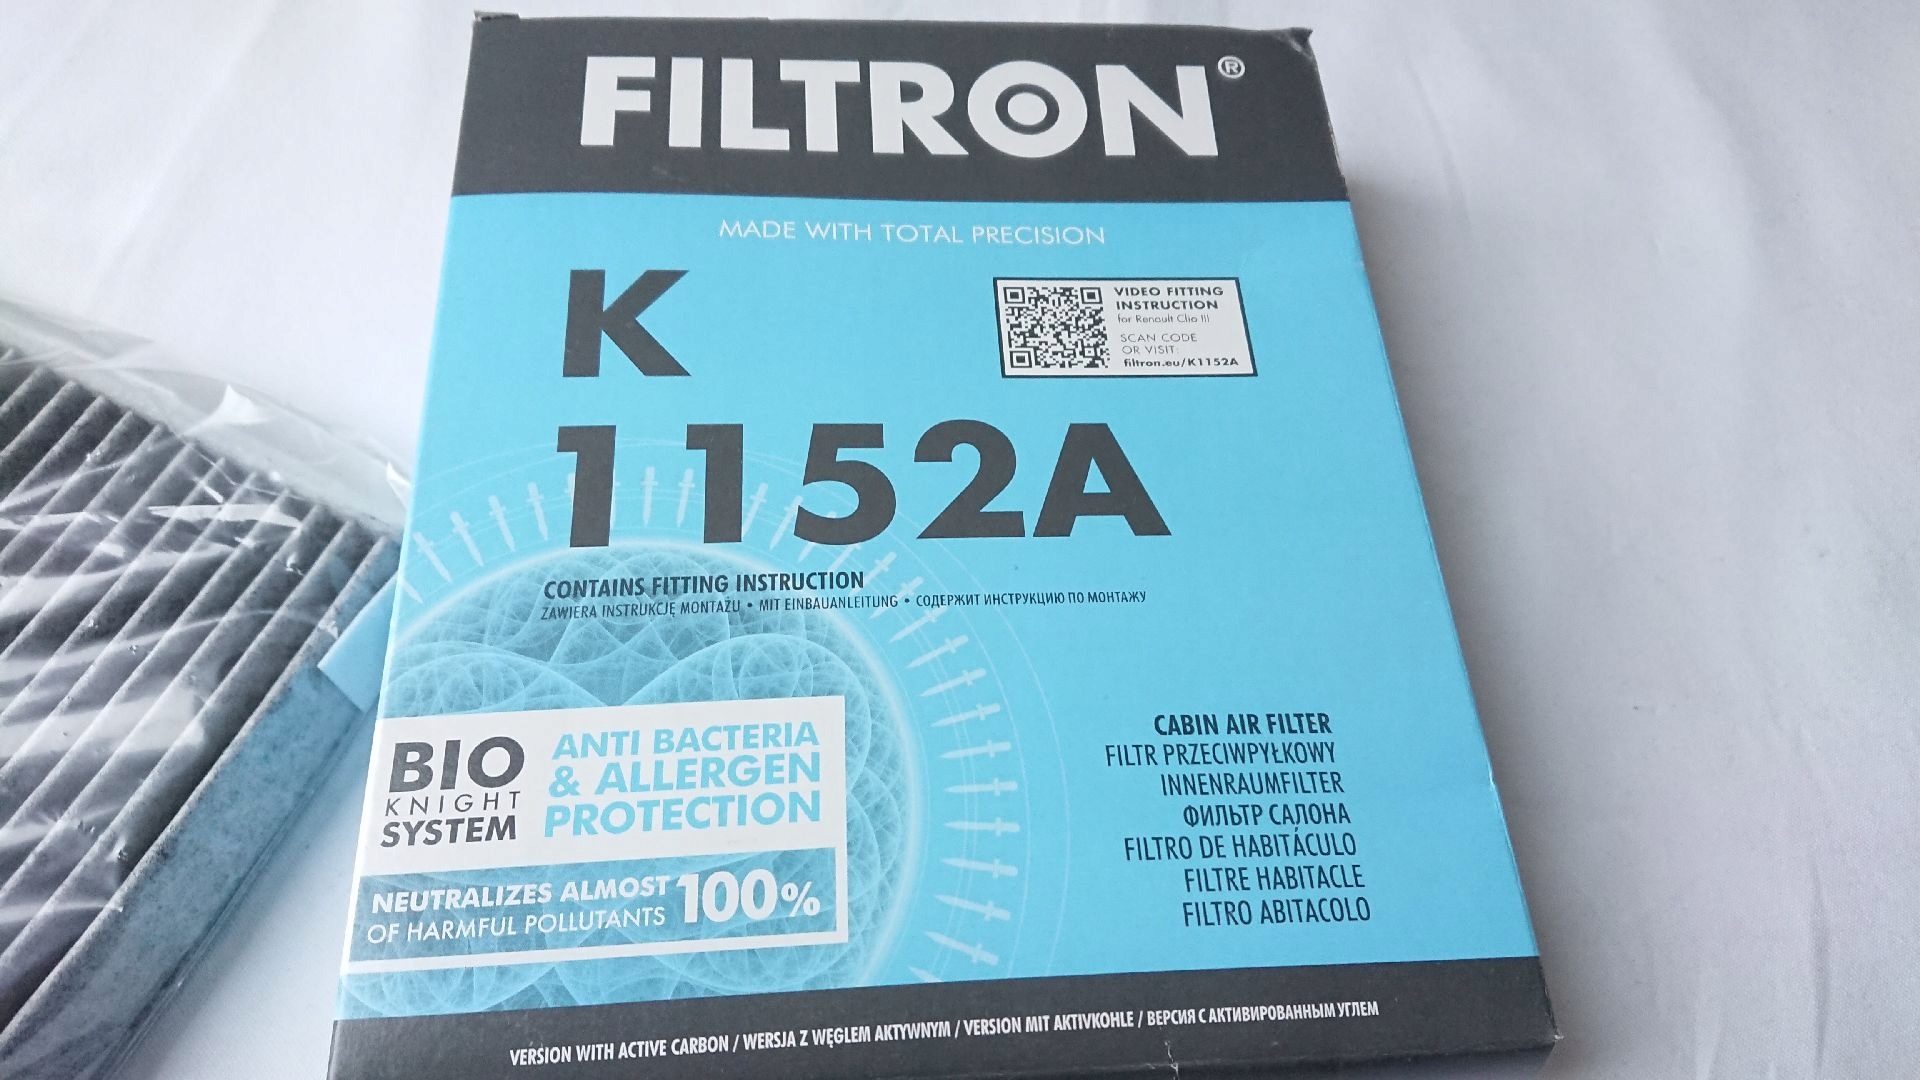 FILTRON®
MADE WITH TOTAL PRECISION
K
VIDEO FITTING
INSTRUCTION
for Renault Clio III
SCAN CODE
OR VISIT:
filtron.eu/K1152A
1152A
CONTAINS FITTING INSTRUCTION
ZAWIERA INSTRUKCJĘ MONTAŻU • MIT EINBAUANLEITUNG • СОДЕРЖИТ ИНСТРУКЦИЮ ПО МОНТАЖУ
BIO
KNIGHT
SYSTEM
ANTI BACTERIA
& ALLERGEN
PROTECTION
NEUTRALIZES ALMOST
OF HARMFUL POLLUTANTS
100%
CABIN AIR FILTER
FILTR PRZECIWPYŁKOWY
INNENRAUMFILTER
ФИЛЬТР САЛОНА
FILTRO DE HABITÁCULO
FILTRE HABITACLE
FILTRO ABITACOLO
VERSION WITH ACTIVE CARBON / WERSJA Z WĘGLEM AKTYWNYM / VERSION MIT AKTIVKOHLE / ВЕРСИЯ С АКТИВИРОВАННЫМ УГЛЕМ